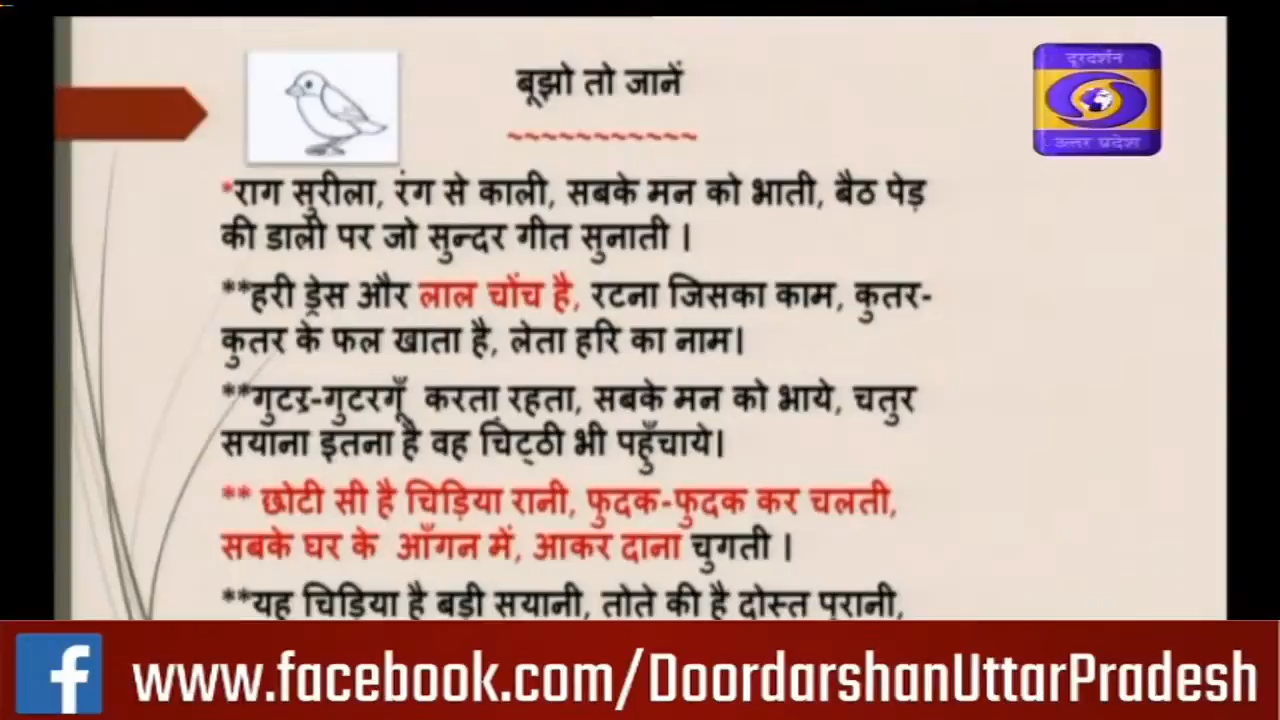 बूझो तो जानें
~~~~~~~~~~~
दूरदर्शन
उत्तर प्रदेश
*राग सुरीला, रंग से काली, सबके मन को भाती, बैठ पेड़
की डाली पर जो सुन्दर गीत सुनाती ।
**हरी ड्रेस और लाल चोंच है, रटना जिसका काम, कुतर-
कुतर के फल खाता है, लेता हरि का नाम।
**गुटर-गुटरगूँ करता रहता, सबके मन को भाये, चतुर
सयाना इतना है वह चिट्ठी भी पहुँचाये।
** छोटी सी है चिड़िया रानी, फुदक-फुदक कर चलती,
सबके घर के आँगन में, आकर दाना चुगती ।
**यह चिड़िया है बड़ी सयानी, तोते की है दोस्त पुरानी,
f www.facebook.com/DoordarshanUttarPradesh